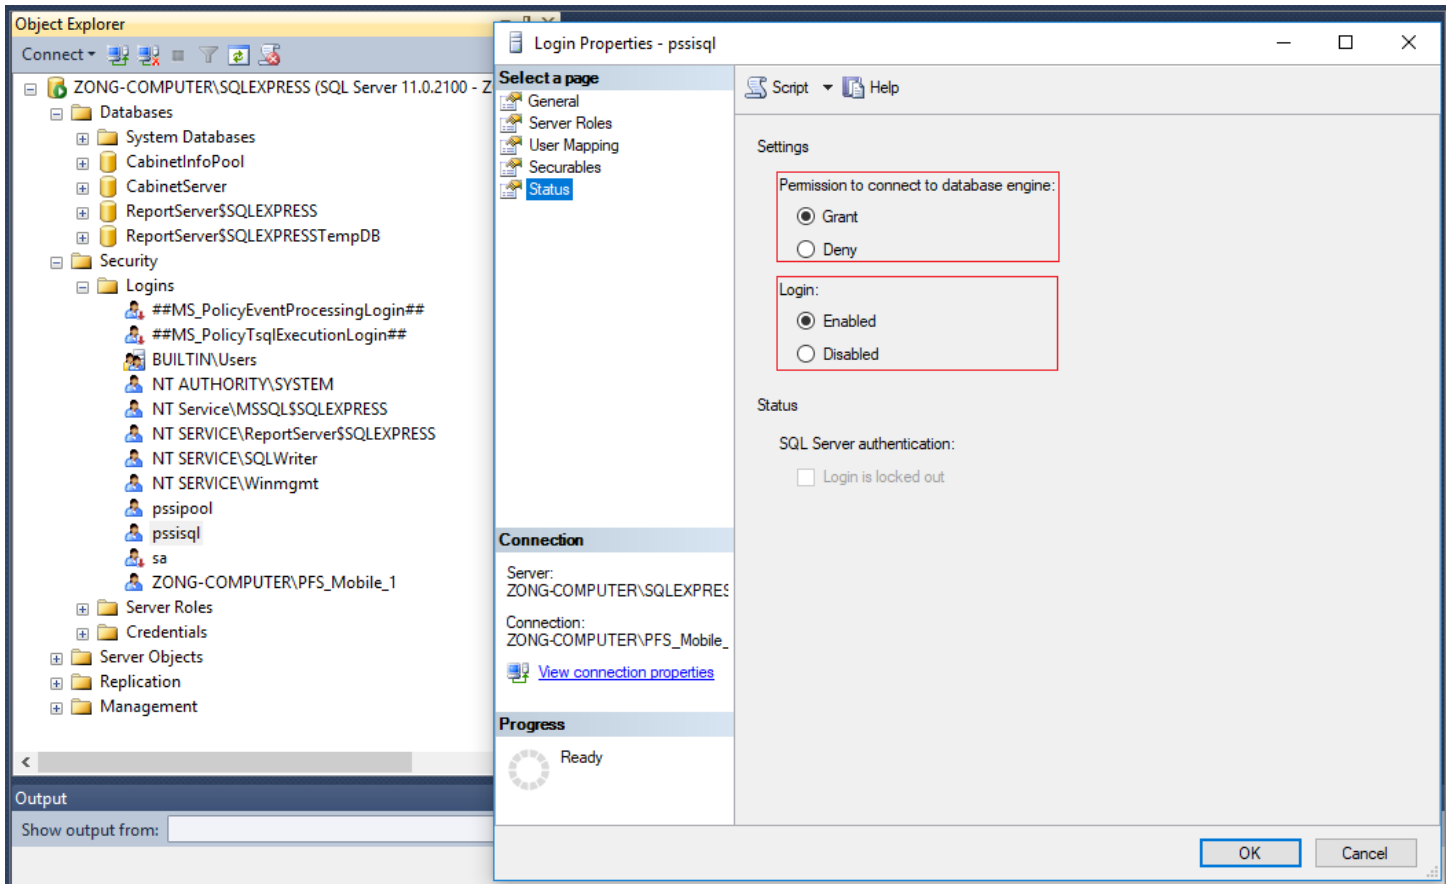 Object Explorer
Connect
ZONG-COMPUTER\SQLEXPRESS (SQL Server 11.0.2100 - Z
Databases
System Databases
CabinetInfoPool
CabinetServer
ReportServer$SQLEXPRESS
ReportServer$SQLEXPRESSTempDB
Security
Logins
##MS_PolicyEventProcessingLogin##
##MS_PolicyTsqlExecutionLogin##
BUILTIN\Users
NT AUTHORITY\SYSTEM
NT Service\MSSQL$SQLEXPRESS
NT SERVICE\ReportServer$SQLEXPRESS
NT SERVICE\SQLWriter
NT SERVICE\Winmgmt
pssipool
pssisql
sa
ZONG-COMPUTER\PFS_Mobile_1
Server Roles
Credentials
Server Objects
Replication
Management
Output
Show output from:
Login Properties - pssisql
Select a page
General
Server Roles
User Mapping
Securables
Status
Connection
Server:
ZONG-COMPUTER\SQLEXPRES
Connection:
ZONG-COMPUTER\PFS_Mobile_
View connection properties
Progress
Ready
Script
Help
Settings
Permission to connect to database engine:
Grant
Deny
Login:
Enabled
Disabled
Status
SQL Server authentication:
Login is locked out
OK
Cancel